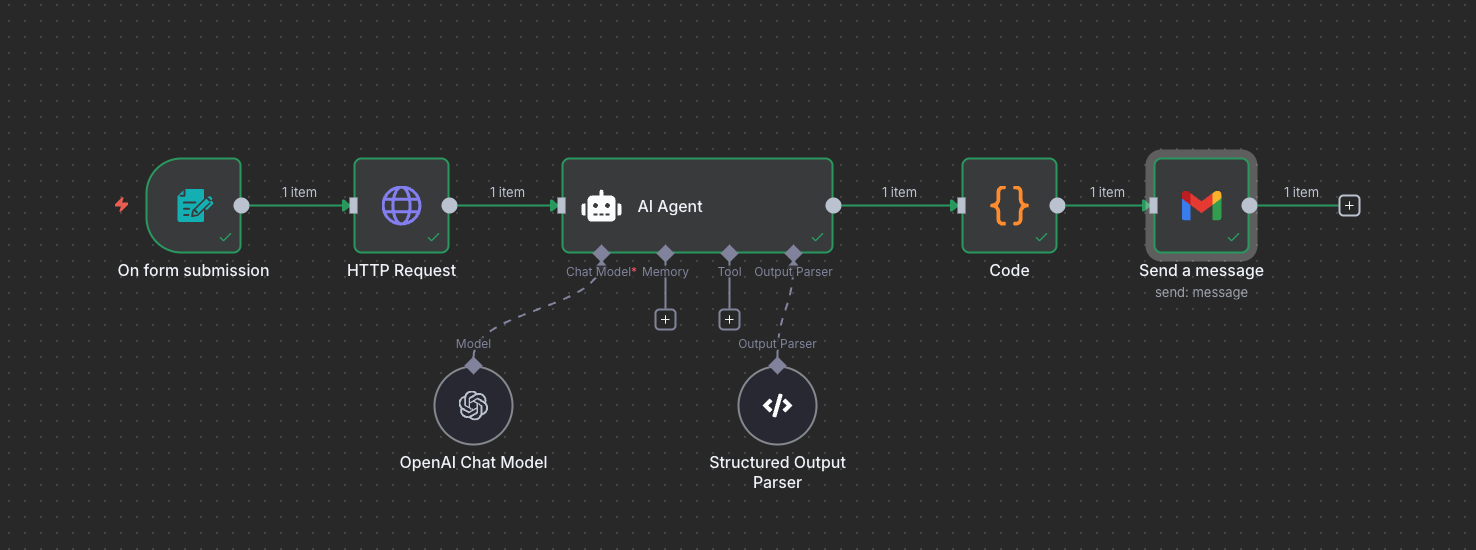 1 item
1 item
1 item
1 item
1 item
AI Agent
On form submission
HTTP Request
Chat Model*
Memory
Tool
Output Parser
Code
Send a message
send: message
Model
Output Parser
OpenAI Chat Model
Structured Output
Parser